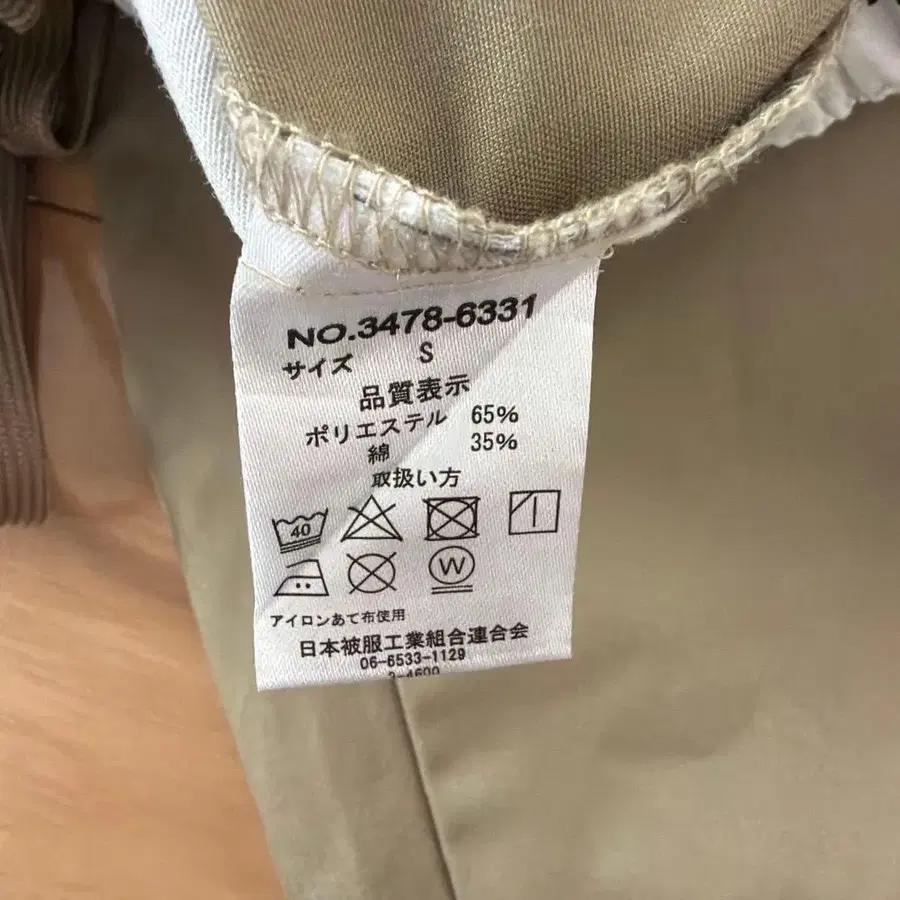 NO.3478-6331
サイズ S
品質表示
ポリエステル 65%
綿 35%
取扱い方
40
W
アイロンあて布使用
日本被服工業組合連合会
06-6533-1129